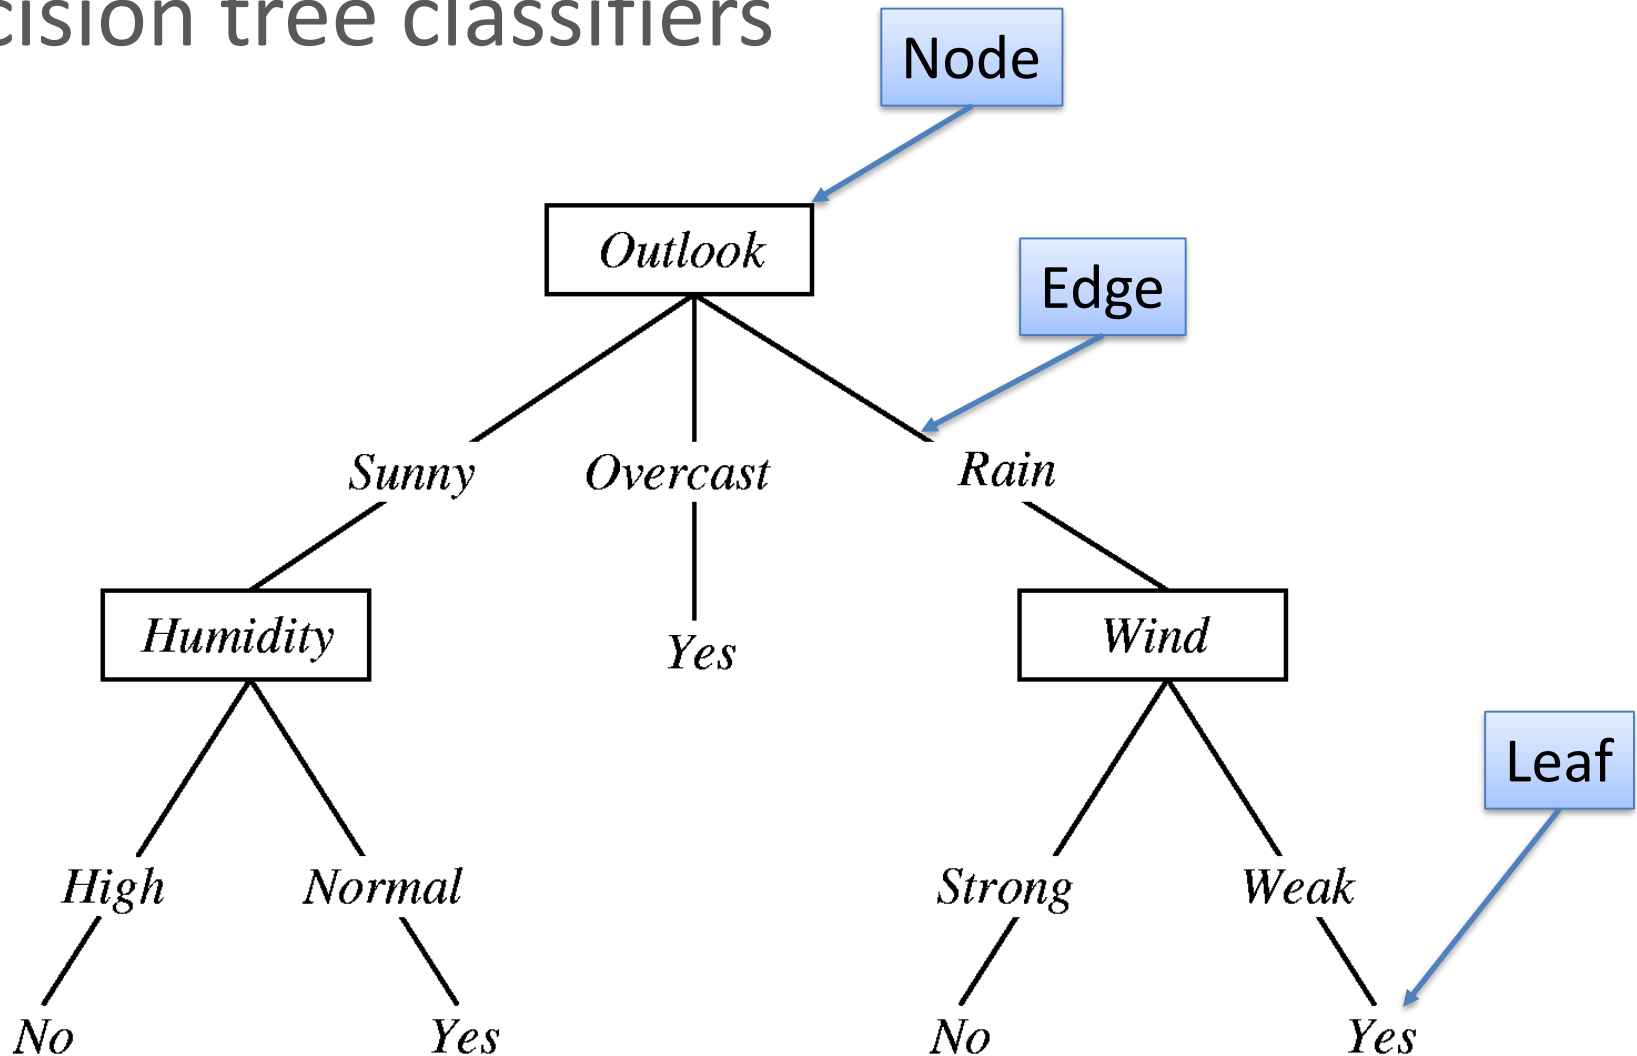 cision tree classifiers
Node
Outlook
Edge
Sunny Overcast Rain
Humidity Yes Wind
Leaf
High Normal Strong Weak
No Yes No Yes